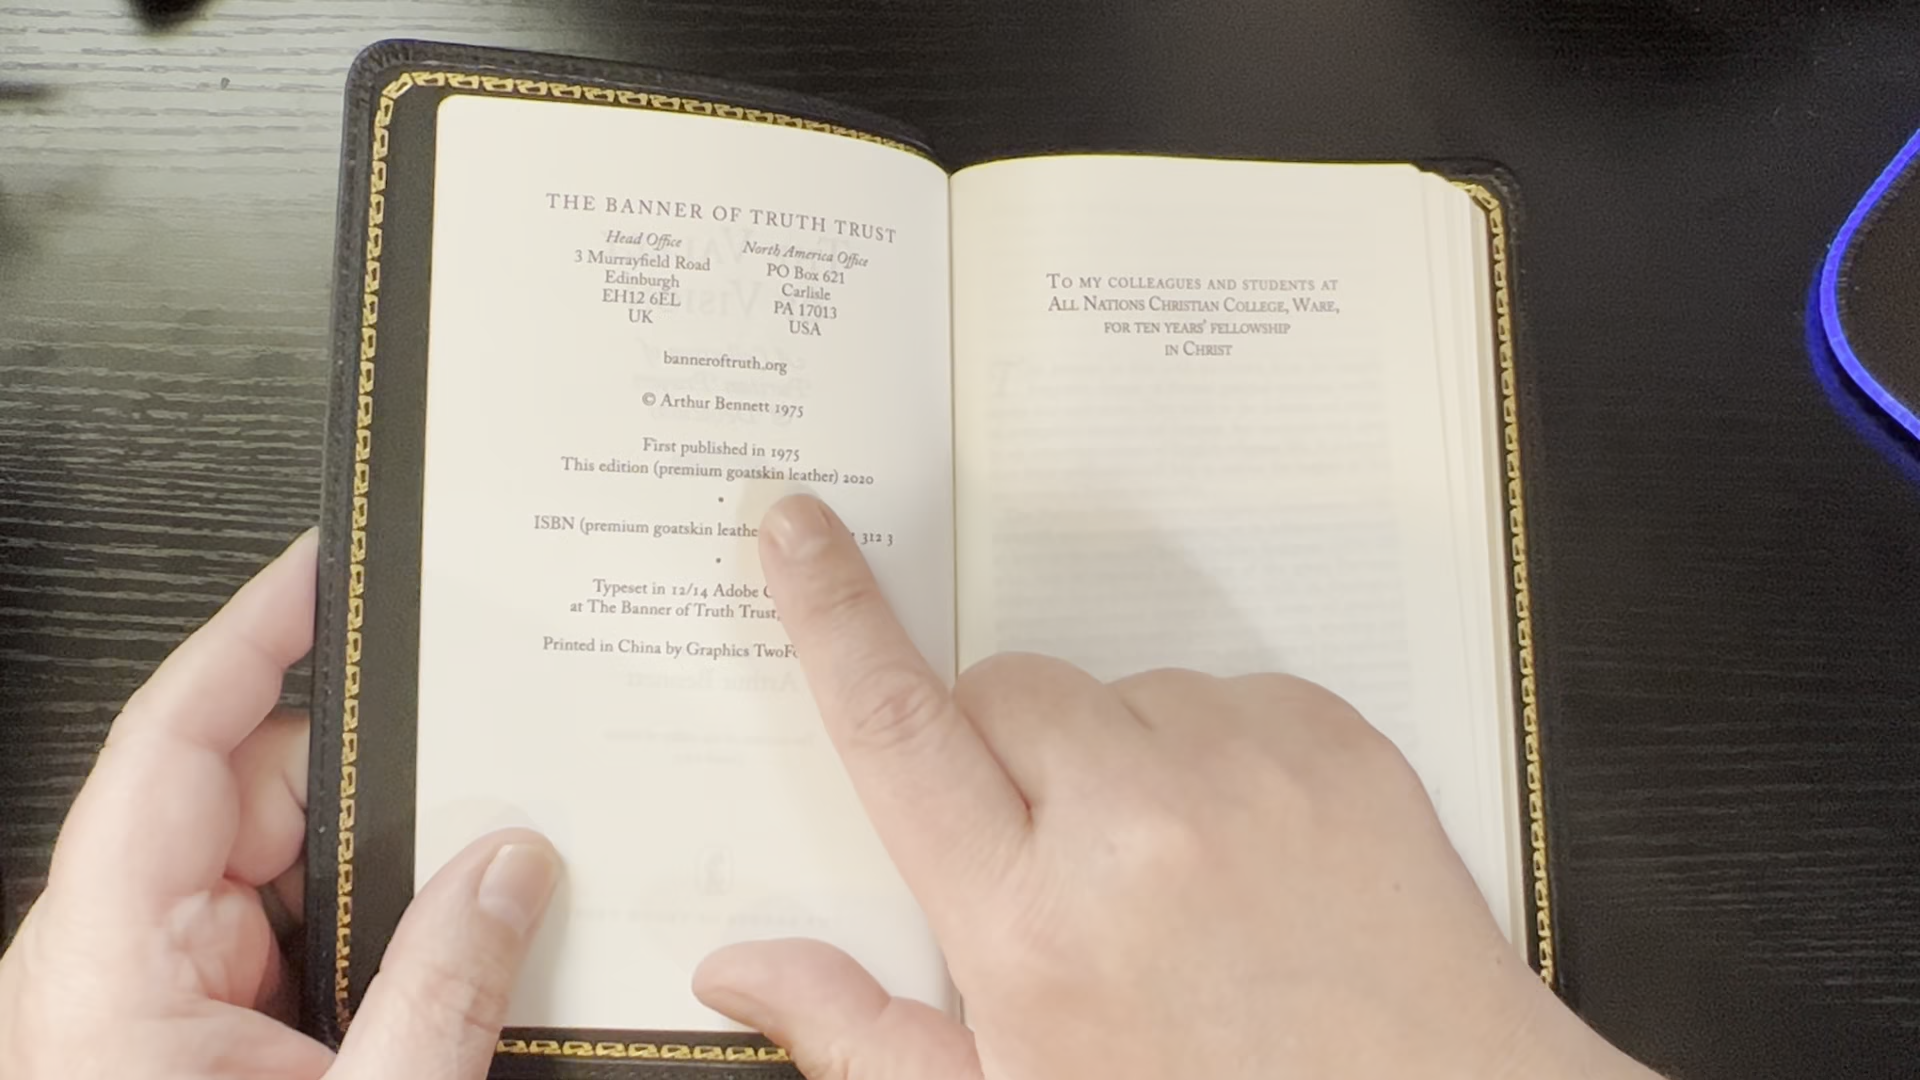 THE BANNER OF TRUTH TRUST
Head Office
3 Murrayfield Road
Edinburgh
EH12 6EL
UK
North America Office
PO Box 621
Carlisle
PA 17013
USA
banneroftruth.org
© Arthur Bennett 1975
First published in 1975
This edition (premium goatskin leather) 2020
•
ISBN (premium goatskin 312 3
•
Typeset in 12/14 Adobe
at The Banner of Truth Trust,
Printed in China by Graphics
TO MY COLLEAGUES AND STUDENTS AT
ALL NATIONS CHRISTIAN COLLEGE, WARE,
FOR TEN YEARS' FELLOWSHIP
IN CHRIST